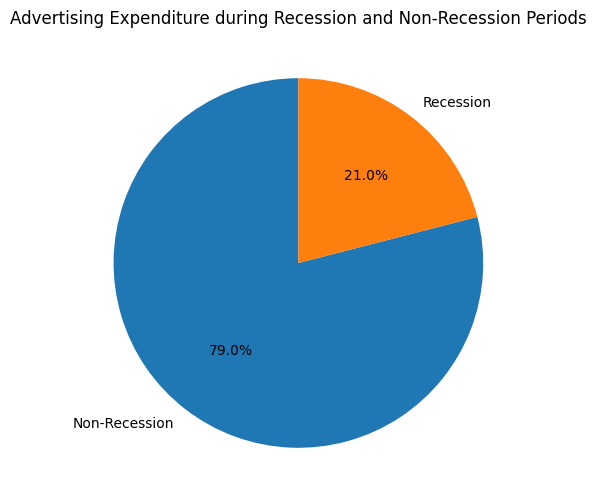 Advertising Expenditure during Recession and Non-Recession Periods
Recession
21.0%
79.0%
Non-Recession